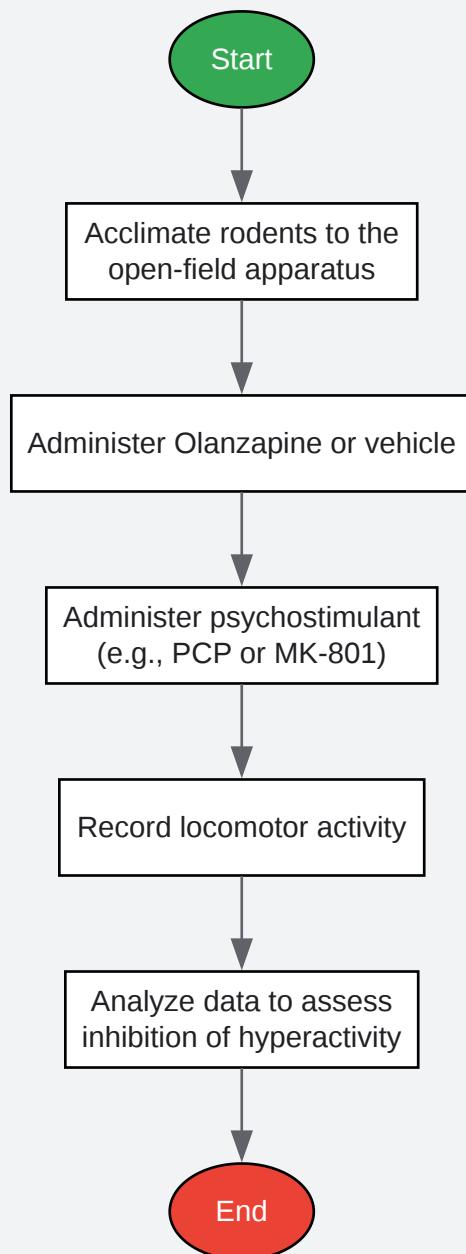 Start
Acclimate rodents to the
open-field apparatus
Administer Olanzapine or vehicle
Administer psychostimulant
(e.g., PCP or MK-801)
Record locomotor activity
Analyze data to assess
inhibition of hyperactivity
End